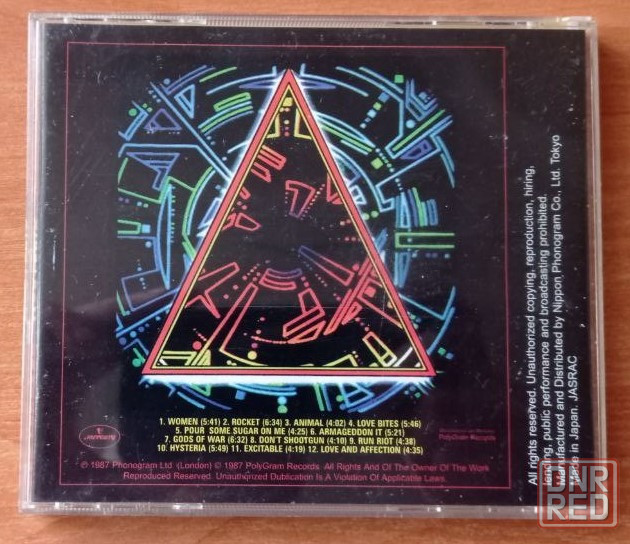 1. WOMEN (5:41) 2. ROCKET (6:34) 3. ANIMAL (4:02) 4. LOVE BITES (5:46)
5. POUR SOME SUGAR ON ME (4:25) 6. ARMAGEDDON IT (5:21)
7. GODS OF WAR (6:32) 8. DON'T SHOOTGUN (4:10) 9. RUN RIOT (4:38)
10. HYSTERIA (5:49) 11. EXCITABLE (4:19) 12. LOVE AND AFFECTION (4:35)
mercury
PolyGram Records
℗ 1987 Phonogram Ltd. (London) © 1987 PolyGram Records. All Rights And Of The Owner Of The Work
Reproduced Reserved. Unauthorized Dublication Is A Violation Of Applicable Laws.
All rights reserved. Unauthorized copying, reproduction, hiring,
lending, public performance and broadcasting prohibited.
Manufactured and Distributed by Nippon Phonogram Co., Ltd. Tokyo
Made in Japan. JASRAC
RED